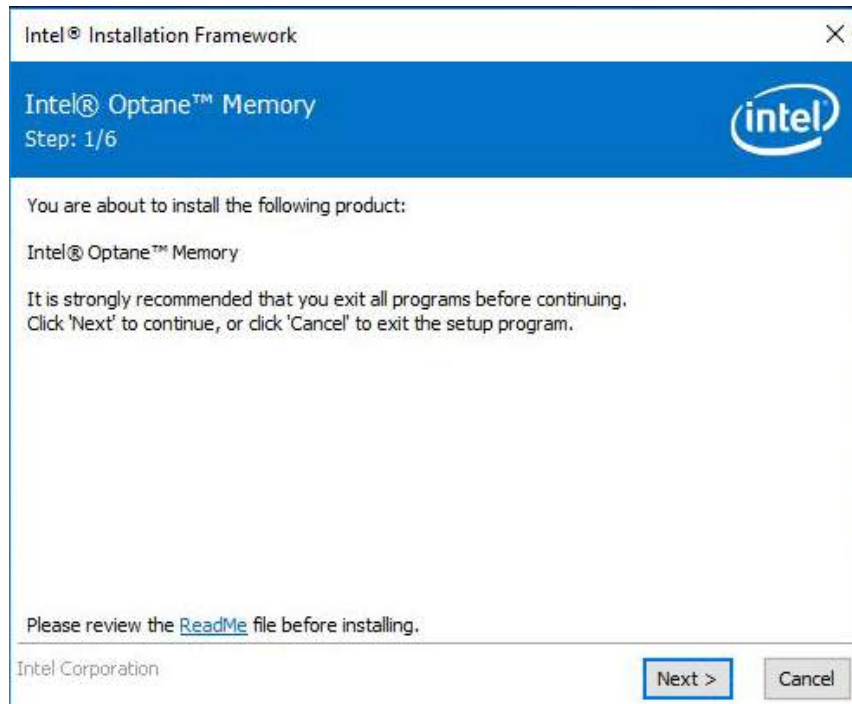 Intel® Installation Framework
Intel® Optane™ Memory
Step: 1/6
intel
You are about to install the following product:
Intel® Optane™ Memory
It is strongly recommended that you exit all programs before continuing.
Click 'Next' to continue, or click 'Cancel' to exit the setup program.
Please review the ReadMe file before installing.
Intel Corporation
Next >
Cancel